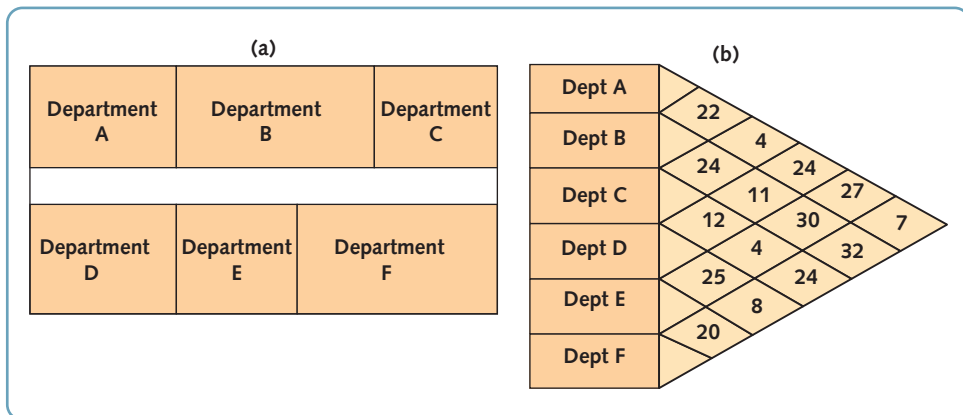 (a)
Department
A
Department
B
Department
C
Department
D
Department
E
Department
F
(b)
Dept A
Dept B
Dept C
Dept D
Dept E
Dept F
22
4
24
24
11
27
12
30
7
4
32
25
24
8
20